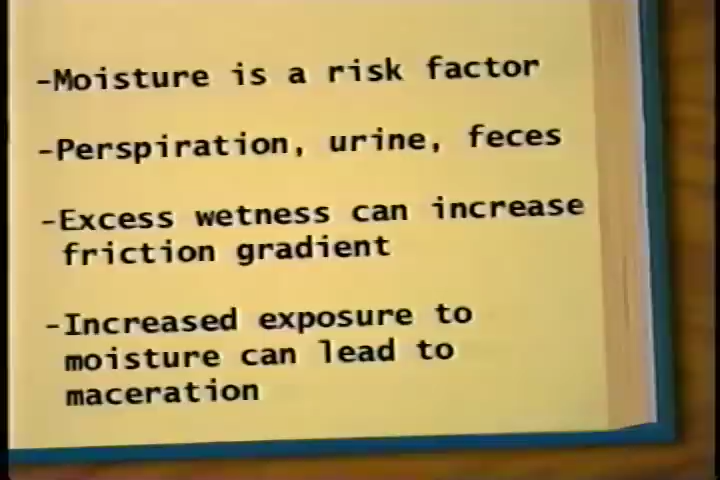 -Moisture is a risk factor
-Perspiration, urine, feces
-Excess wetness can increase
friction gradient
-Increased exposure to
moisture can lead to
maceration